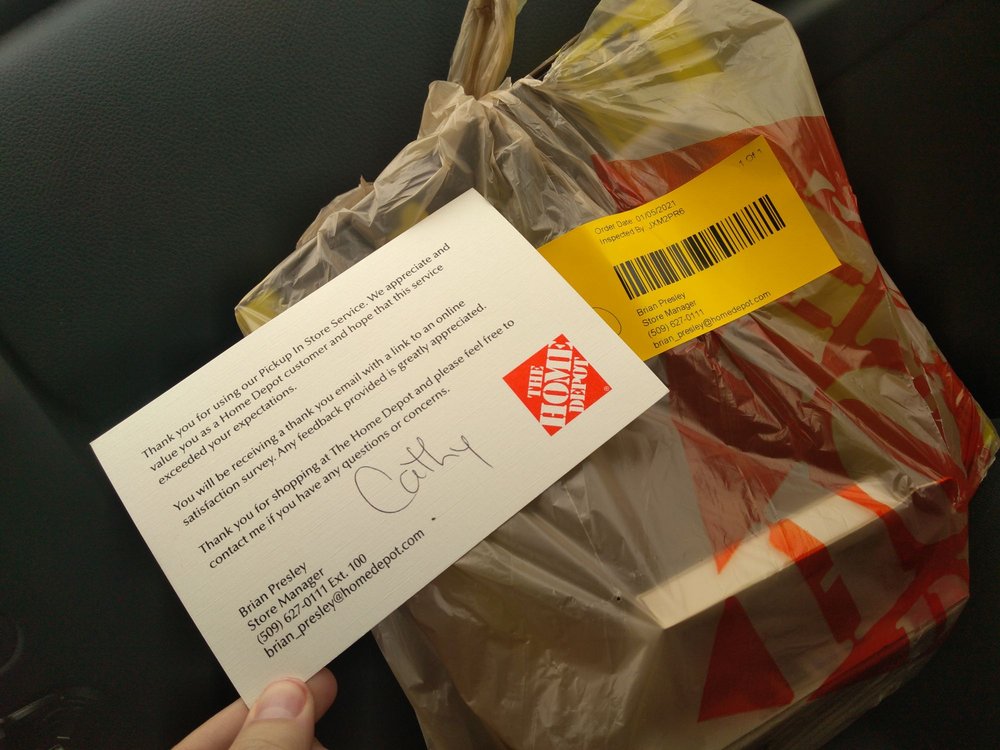 Thank you for using our Pickup In Store Service. We appreciate and
value you as a Home Depot customer and hope that this service
exceeded your expectations.
You will be receiving a thank you email with a link to an online
satisfaction survey. Any feedback provided is greatly appreciated.
Thank you for shopping at The Home Depot and please feel free to
contact me if you have any questions or concerns.
Cathy
Brian Presley
Store Manager
(509) 627-0111 Ext. 100
brian_presley@homedepot.com
THE
HOME
DEPOT
®
1 Of 1
Order Date: 01/05/2021
Inspected By: JXM2PR6
Brian Presley
Store Manager
(509) 627-0111
brian_presley@homedepot.com